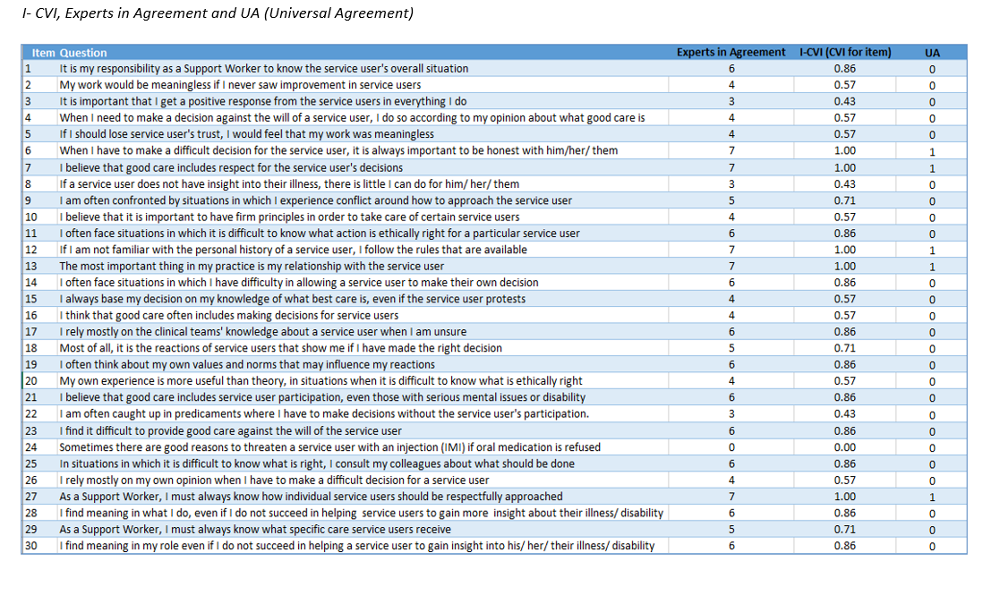 I- CVI, Experts in Agreement and UA (Universal Agreement)
Item Question Experts in Agreement I-CVI (CVI for item) UA
1 It is my responsibility as a Support Worker to know the service user's overall situation 6 0.86 0
2 My work would be meaningless if I never saw improvement in service users 4 0.57 0
3 It is important that I get a positive response from the service users in everything I do 3 0.43 0
4 When I need to make a decision against the will of a service user, I do so according to my opinion about what good care is 4 0.57 0
5 If I should lose service user's trust, I would feel that my work was meaningless 4 0.57 0
6 When I have to make a difficult decision for the service user, it is always important to be honest with him/her/ them 7 1.00 1
7 I believe that good care includes respect for the service user's decisions 7 1.00 1
8 If a service user does not have insight into their illness, there is little I can do for him/ her/ them 3 0.43 0
9 I am often confronted by situations in which I experience conflict around how to approach the service user 5 0.71 0
10 I believe that it is important to have firm principles in order to take care of certain service users 4 0.57 0
11 I often face situations in which it is difficult to know what action is ethically right for a particular service user 6 0.86 0
12 If I am not familiar with the personal history of a service user, I follow the rules that are available 7 1.00 1
13 The most important thing in my practice is my relationship with the service user 7 1.00 1
14 I often face situations in which I have difficulty in allowing a service user to make their own decision 6 0.86 0
15 I always base my decision on my knowledge of what best care is, even if the service user protests 4 0.57 0
16 I think that good care often includes making decisions for service users 4 0.57 0
17 I rely mostly on the clinical teams' knowledge about a service user when I am unsure 6 0.86 0
18 Most of all, it is the reactions of service users that show me if I have made the right decision 5 0.71 0
19 I often think about my own values and norms that may influence my reactions 6 0.86 0
20 My own experience is more useful than theory, in situations when it is difficult to know what is ethically right 4 0.57 0
21 I believe that good care includes service user participation, even those with serious mental issues or disability 6 0.86 0
22 I am often caught up in predicaments where I have to make decisions without the service user's participation. 3 0.43 0
23 I find it difficult to provide good care against the will of the service user 6 0.86 0
24 Sometimes there are good reasons to threaten a service user with an injection (IMI) if oral medication is refused 0 0.00 0
25 In situations in which it is difficult to know what is right, I consult my colleagues about what should be done 6 0.86 0
26 I rely mostly on my own opinion when I have to make a difficult decision for a service user 4 0.57 0
27 As a Support Worker, I must always know how individual service users should be respectfully approached 7 1.00 1
28 I find meaning in what I do, even if I do not succeed in helping service users to gain more insight about their illness/ disability 6 0.86 0
29 As a Support Worker, I must always know what specific care service users receive 5 0.71 0
30 I find meaning in my role even if I do not succeed in helping a service user to gain insight into his/ her/ their illness/ disability 6 0.86 0